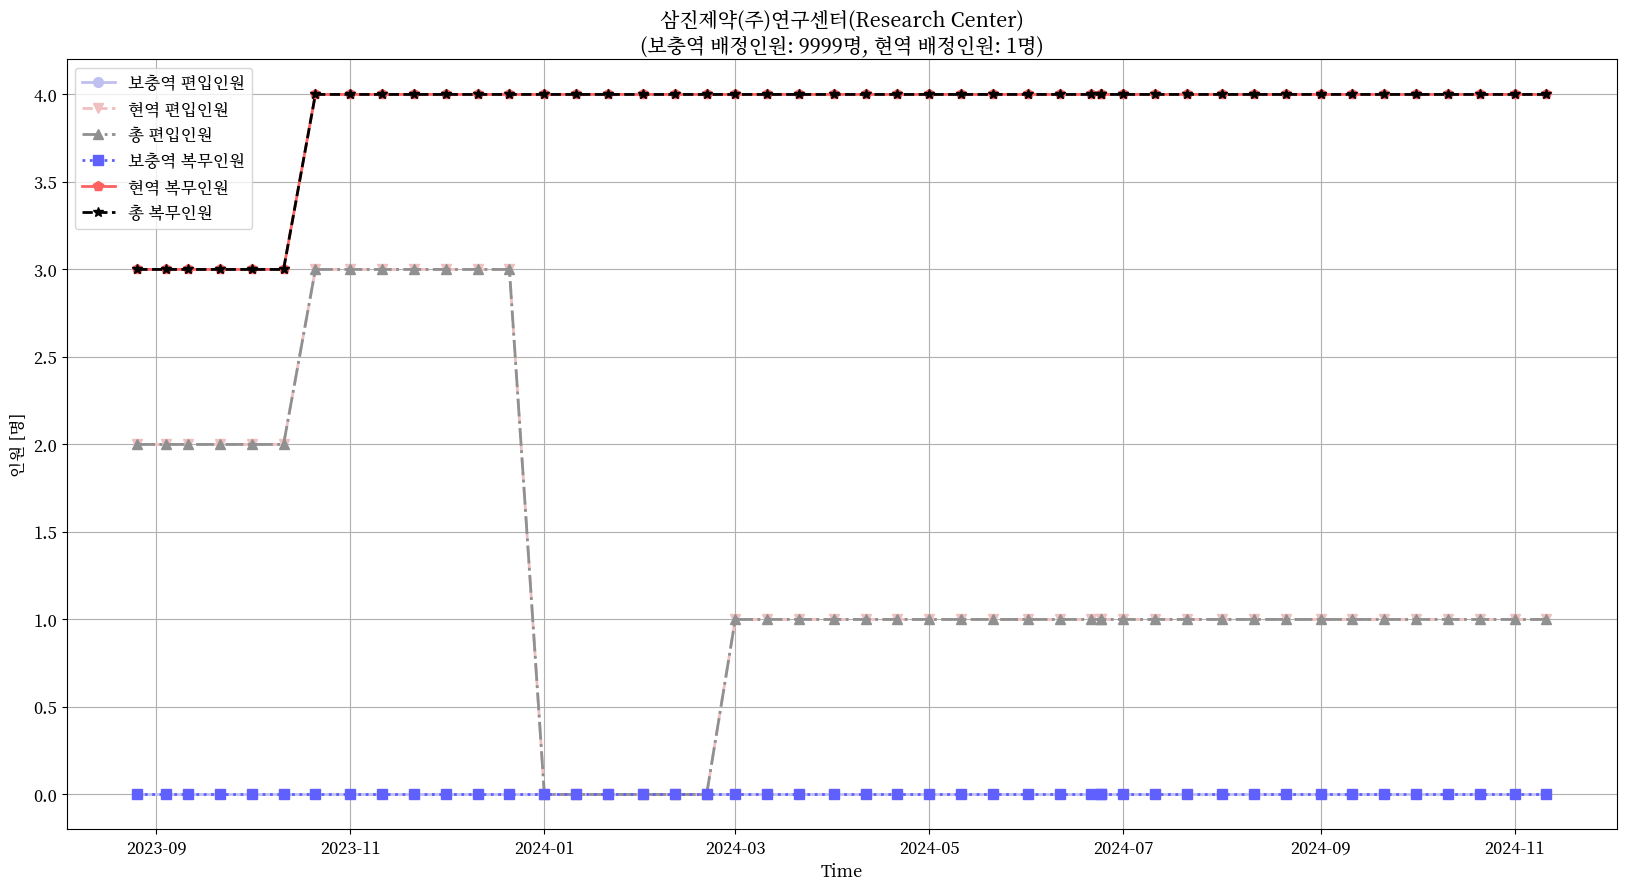 삼진제약(주)연구센터(Research Center)
(보충역 배정인원: 9999명, 현역 배정인원: 1명)
보충역 편입인원
현역 편입인원
총 편입인원
보충역 복무인원
현역 복무인원
총 복무인원
4.0
3.5
3.0
2.5
2.0
1.5
1.0
0.5
0.0
인원 [명]
2023-09 2023-11 2024-01 2024-03 2024-05 2024-07 2024-09 2024-11
Time